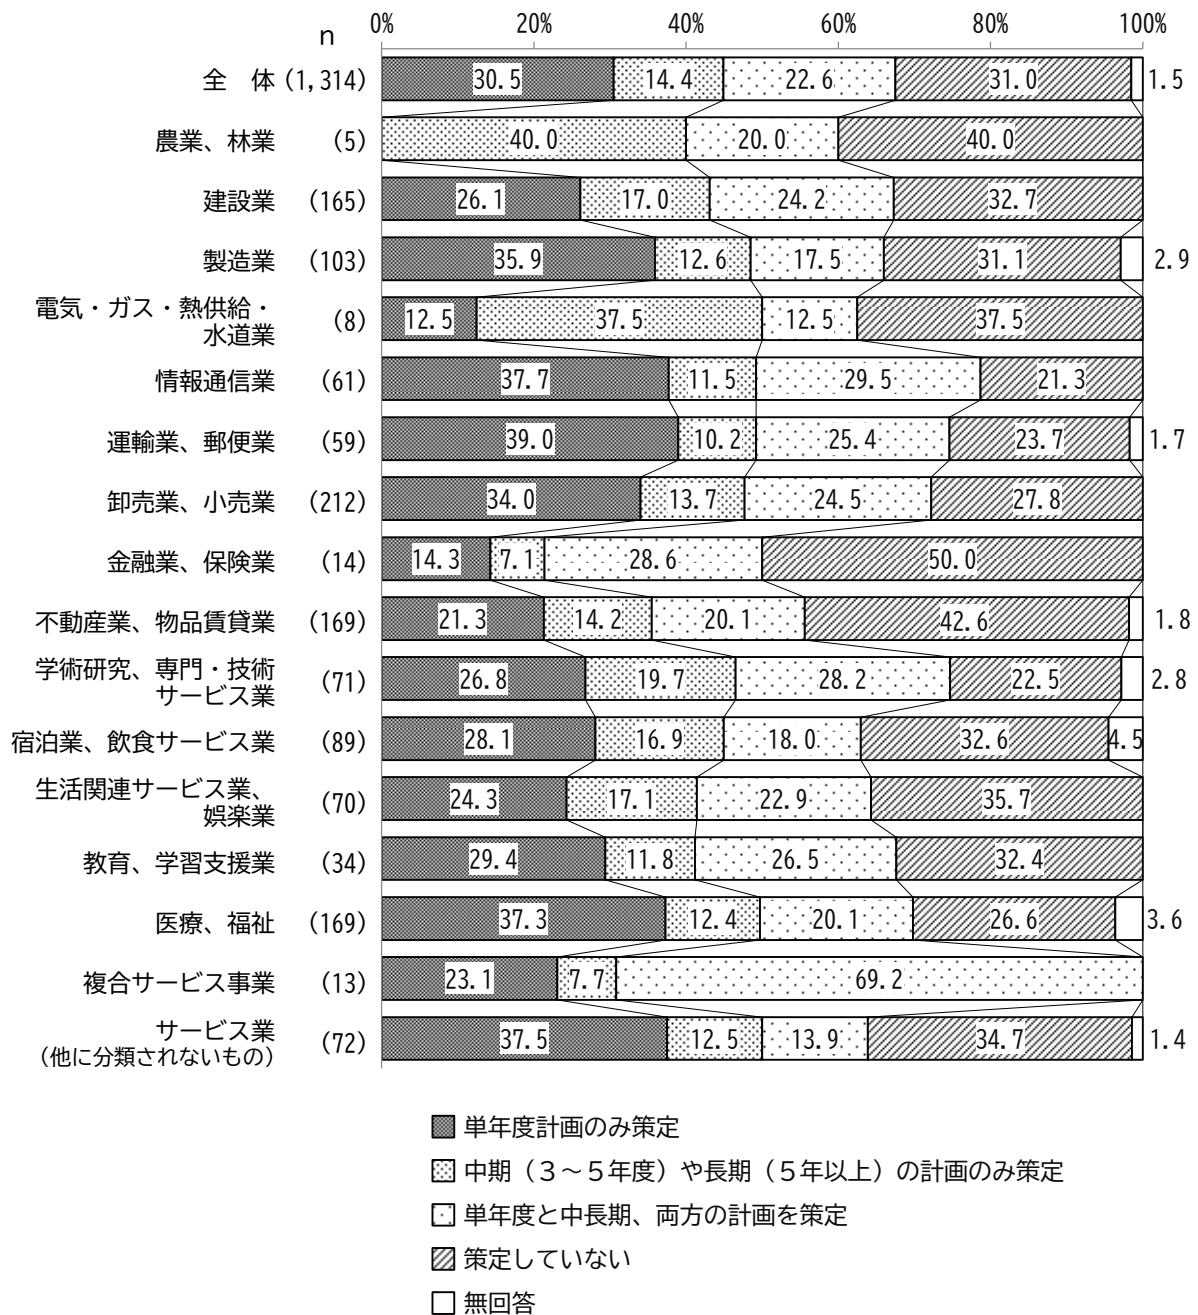 0% 20% 40% 60% 80% 100%
n
全　体 (1,314) 30.5 14.4 22.6 31.0 1.5
農業、林業 (5) 40.0 20.0 40.0
建設業 (165) 26.1 17.0 24.2 32.7
製造業 (103) 35.9 12.6 17.5 31.1 2.9
電気・ガス・熱供給・
水道業 (8) 12.5 37.5 12.5 37.5
情報通信業 (61) 37.7 11.5 29.5 21.3
運輸業、郵便業 (59) 39.0 10.2 25.4 23.7 1.7
卸売業、小売業 (212) 34.0 13.7 24.5 27.8
金融業、保険業 (14) 14.3 7.1 28.6 50.0
不動産業、物品賃貸業 (169) 21.3 14.2 20.1 42.6 1.8
学術研究、専門・技術
サービス業 (71) 26.8 19.7 28.2 22.5 2.8
宿泊業、飲食サービス業 (89) 28.1 16.9 18.0 32.6 4.5
生活関連サービス業、
娯楽業 (70) 24.3 17.1 22.9 35.7
教育、学習支援業 (34) 29.4 11.8 26.5 32.4
医療、福祉 (169) 37.3 12.4 20.1 26.6 3.6
複合サービス事業 (13) 23.1 7.7 69.2
サービス業
（他に分類されないもの） (72) 37.5 12.5 13.9 34.7 1.4
単年度計画のみ策定
中期（３～５年度）や長期（５年以上）の計画のみ策定
単年度と中長期、両方の計画を策定
策定していない
無回答